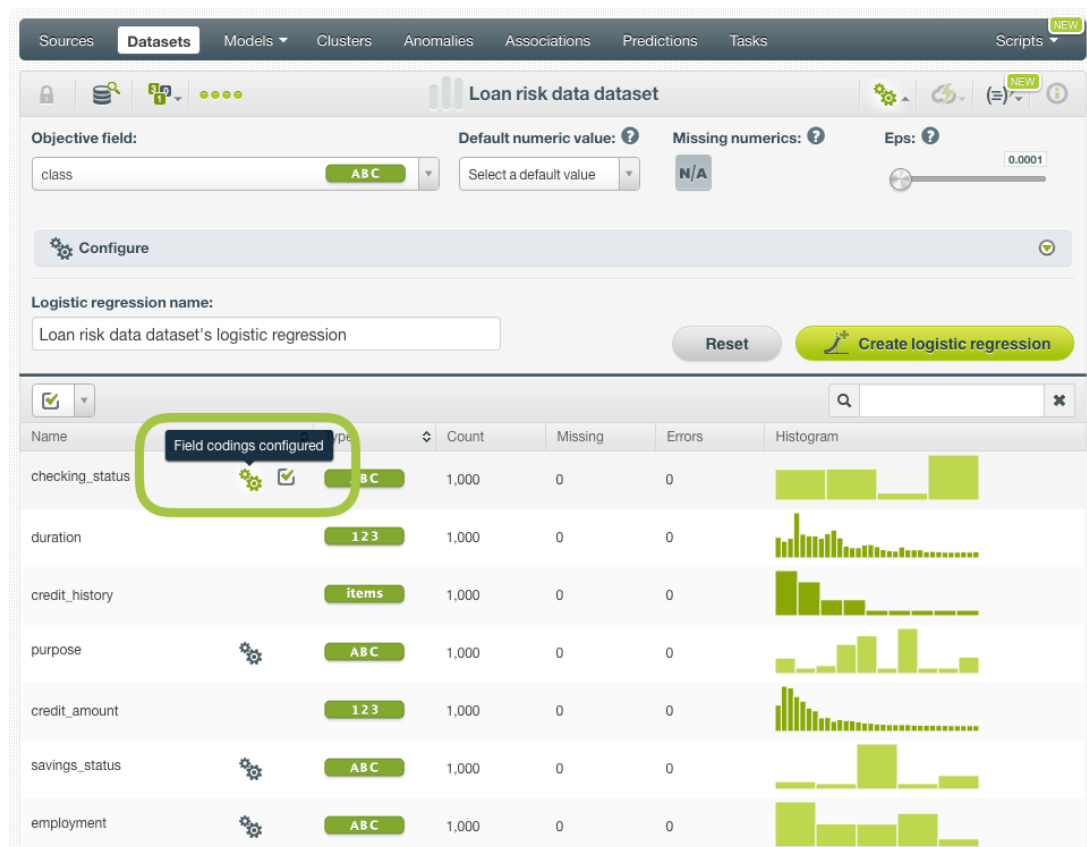 NEW
Sources Datasets Models Clusters Anomalies Associations Predictions Tasks Scripts
Loan risk data dataset NEW
Objective field: Default numeric value: ? Missing numerics: ? Eps: ?
class ABC Select a default value N/A 0.0001
Configure
Logistic regression name:
Loan risk data dataset's logistic regression Reset Create logistic regression
Name Count Missing Errors Histogram
Field codings configured
checking_status 1,000 0 0
duration 123 1,000 0 0
credit_history items 1,000 0 0
purpose ABC 1,000 0 0
credit_amount 123 1,000 0 0
savings_status ABC 1,000 0 0
employment ABC 1,000 0 0